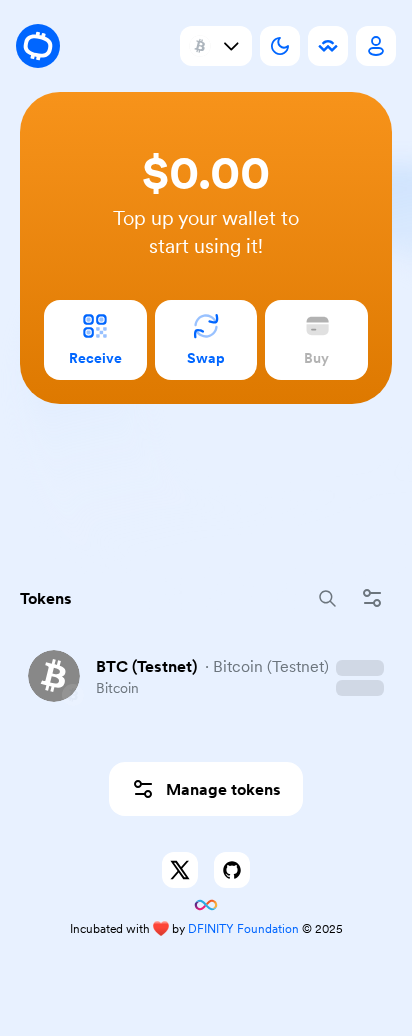 $0.00
Top up your wallet to
start using it!
Receive
Swap
Buy
Tokens
BTC (Testnet) · Bitcoin (Testnet)
Bitcoin
Manage tokens
Incubated with ❤️ by DFINITY Foundation © 2025